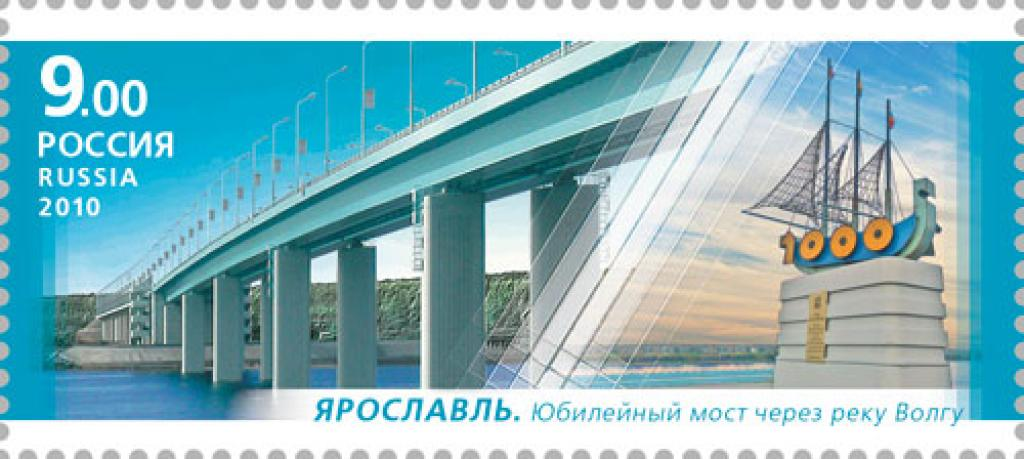 9.00
РОССИЯ
RUSSIA
2010
1000
ЯРОСЛАВЛЬ. Юбилейный мост через реку Волгу